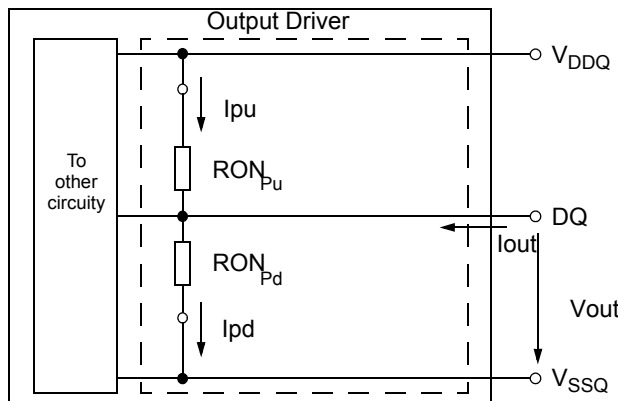 Output Driver
VDDQ
Ipu
To
other
circuity
RONPu
DQ
Iout
RONPd
Vout
Ipd
VSSQ